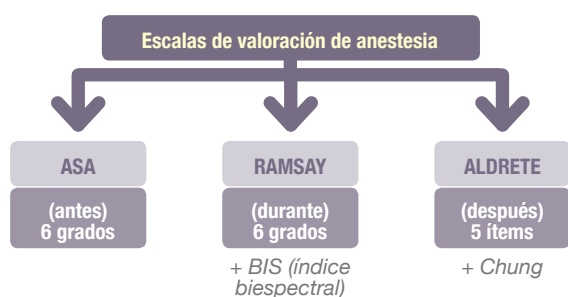 Escalas de valoración de anestesia
ASA
(antes)
6 grados
RAMSAY
(durante)
6 grados
+ BIS (índice
biespectral)
ALDRETE
(después)
5 ítems
+ Chung